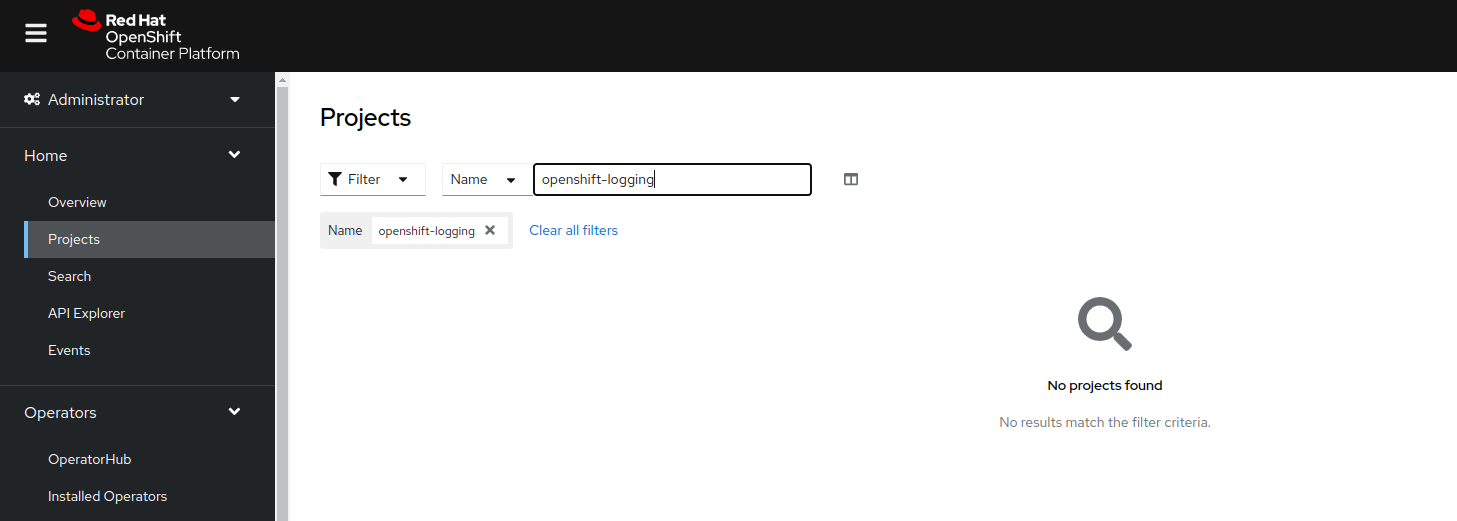 Red Hat
OpenShift
Container Platform
Administrator
Home
Overview
Projects
Search
API Explorer
Events
Operators
OperatorHub
Installed Operators
Projects
Filter
Name
openshift-logging
Name
openshift-logging
Clear all filters
No projects found
No results match the filter criteria.